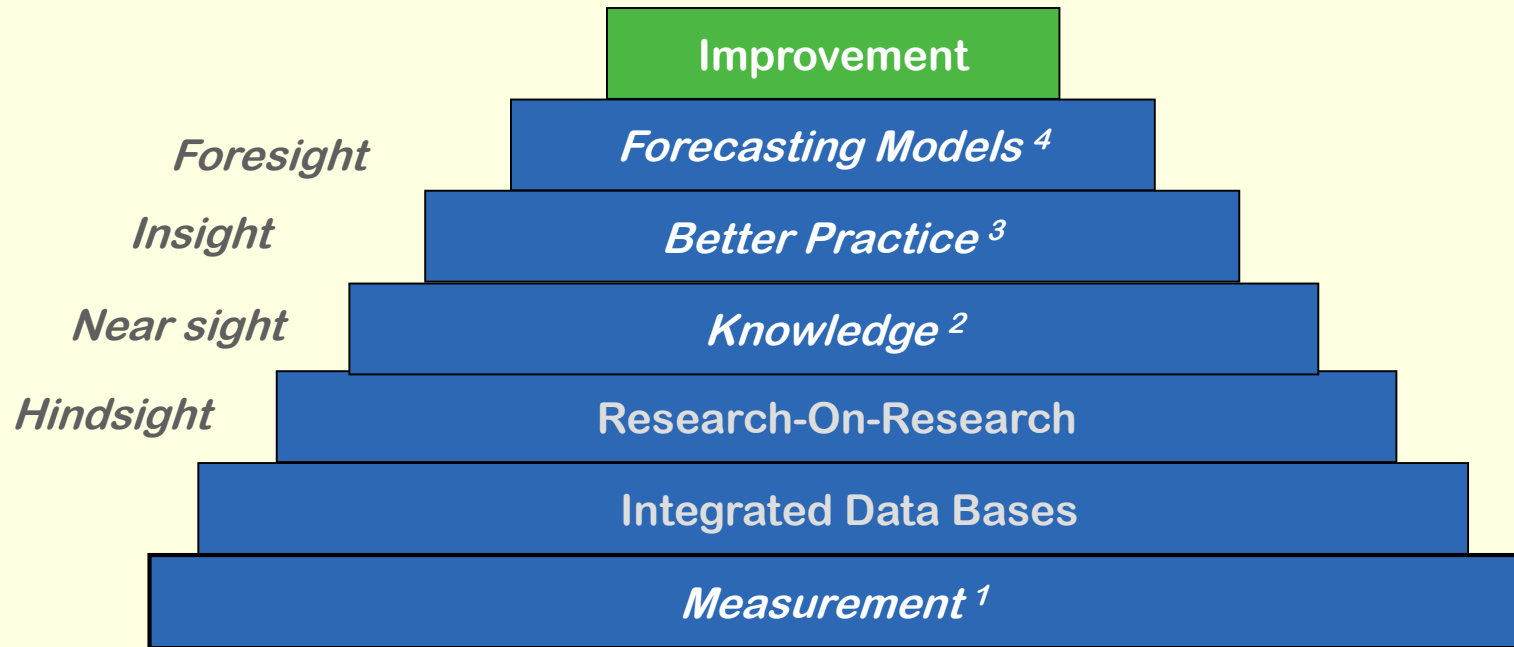 Improvement
Foresight
Forecasting Models 4
Insight
Better Practice 3
Near sight
Knowledge 2
Hindsight
Research-On-Research
Integrated Data Bases
Measurement 1